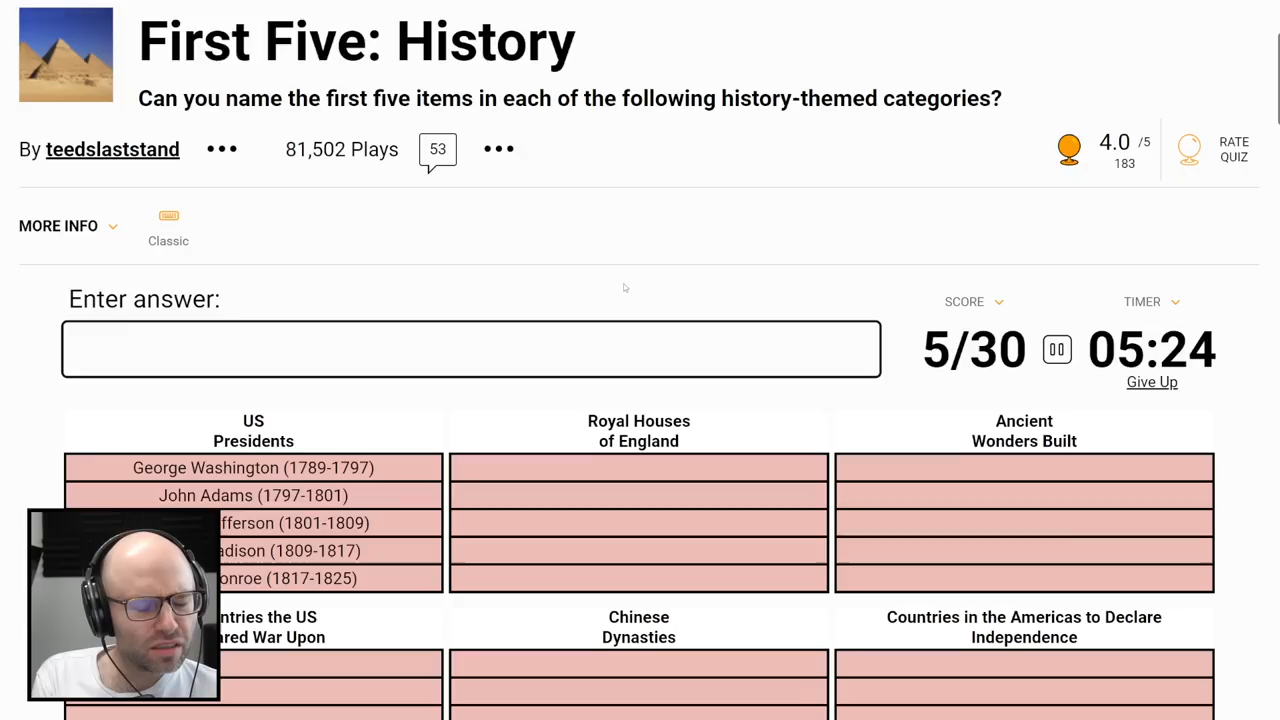 First Five: History
Can you name the first five items in each of the following history-themed categories?
By teedslaststand ••• 81,502 Plays 53 •••
4.0 /5
183
RATE
QUIZ
MORE INFO
Classic
Enter answer:
SCORE
TIMER
5/30
05:24
Give Up
US
Presidents
George Washington (1789-1797)
John Adams (1797-1801)
fferson (1801-1809)
adison (1809-1817)
onroe (1817-1825)
Royal Houses
of England
Ancient
Wonders Built
ntries the US
ared War Upon
Chinese
Dynasties
Countries in the Americas to Declare
Independence